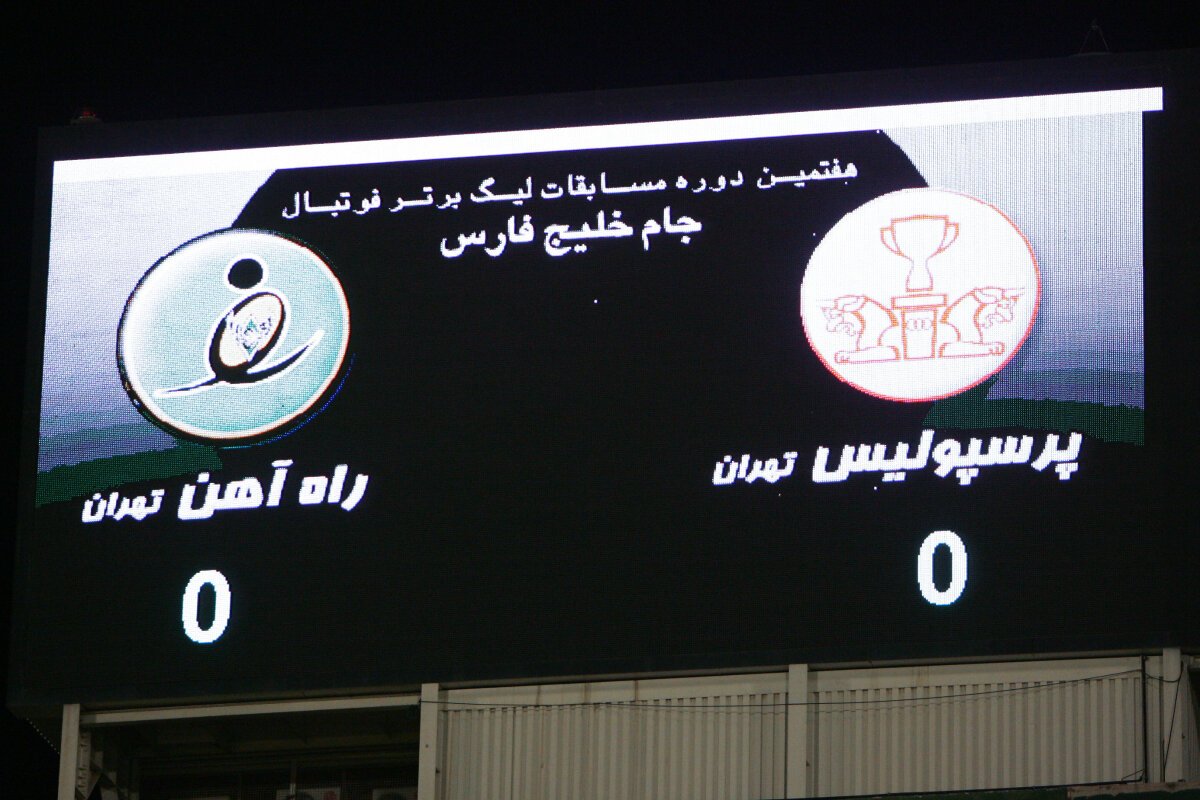 هفتمین دوره مسابقات لیگ برتر فوتبال
جام خلیج فارس
پرسپولیس تهران
راه آهن تهران
0
0